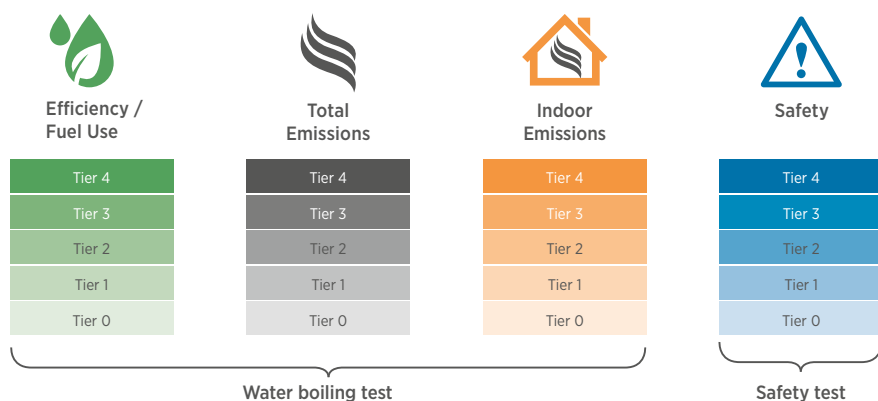 Efficiency /
Fuel Use
Total
Emissions
Indoor
Emissions
Safety
Tier 4
Tier 3
Tier 2
Tier 1
Tier 0
Tier 4
Tier 3
Tier 2
Tier 1
Tier 0
Tier 4
Tier 3
Tier 2
Tier 1
Tier 0
Tier 4
Tier 3
Tier 2
Tier 1
Tier 0
Water boiling test
Safety test